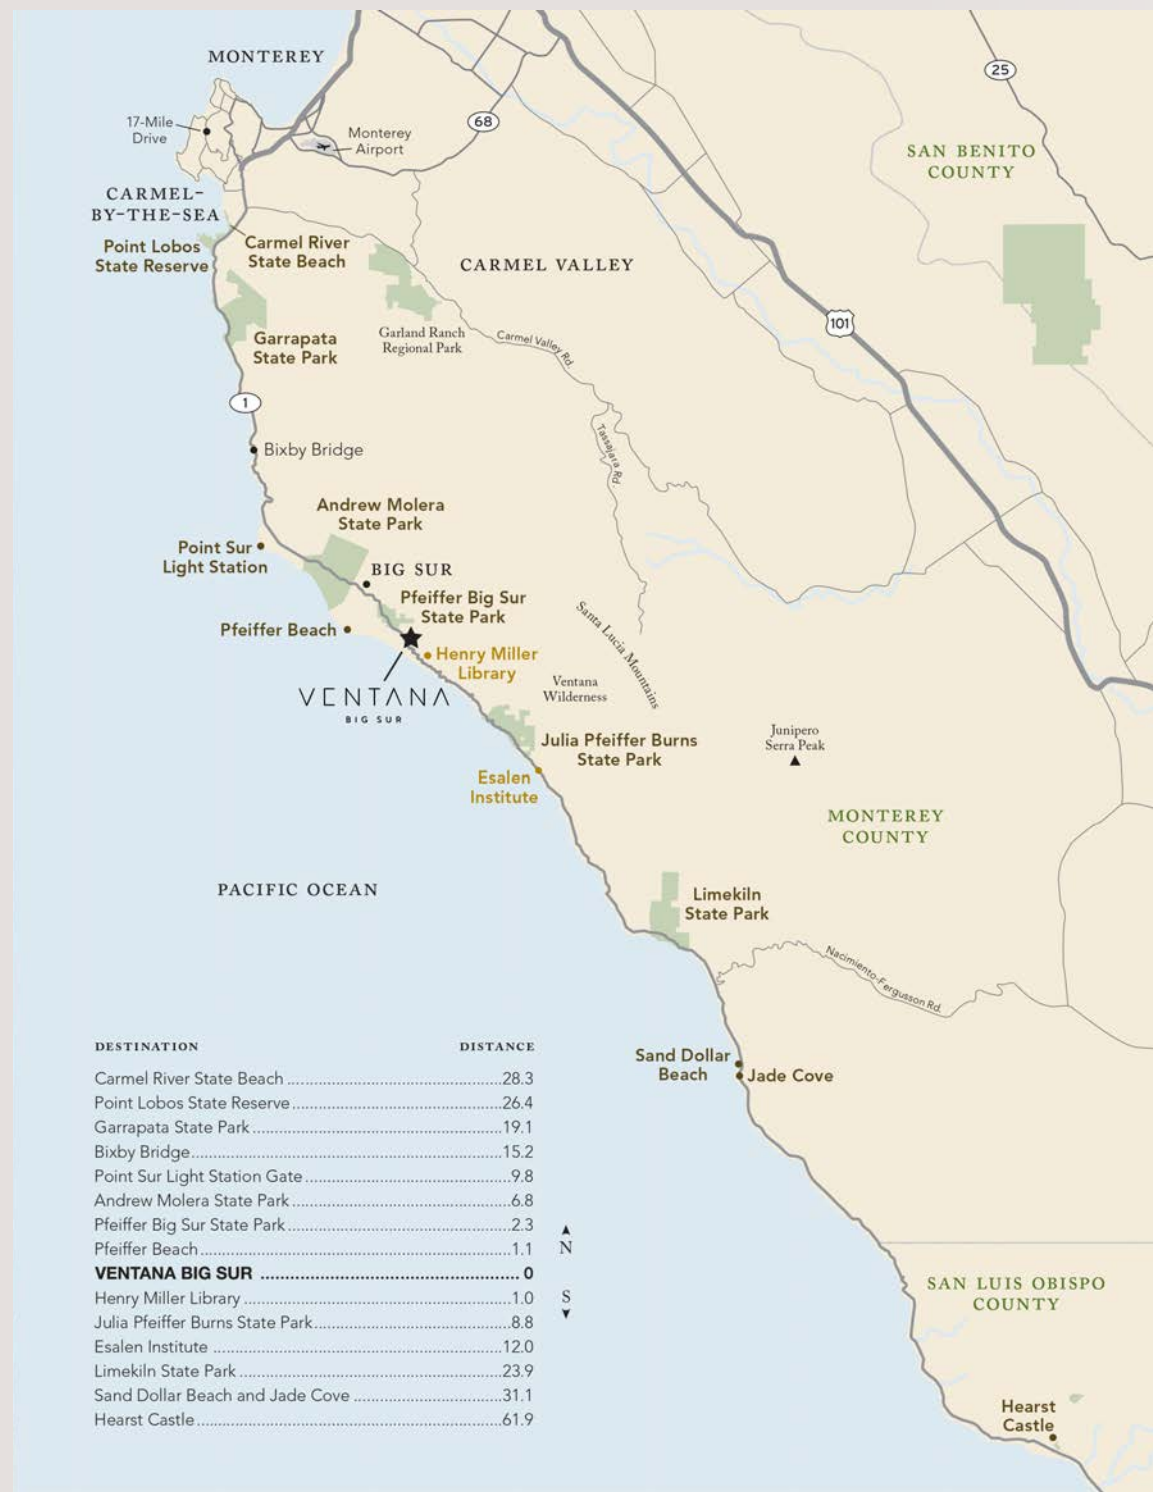 MONTEREY
25
17-Mile
Drive
68
Monterey
Airport
SAN BENITO
COUNTY
CARMEL-
BY-THE-SEA
Point Lobos
State Reserve
Carmel River
State Beach
CARMEL VALLEY
101
Garrapata
State Park
Garland Ranch
Regional Park
Carmel Valley Rd.
1
Tassajara Rd.
Bixby Bridge
Andrew Molera
State Park
Point Sur
Light Station
BIG SUR
Pfeiffer Big Sur
State Park
Pfeiffer Beach
Santa Lucia Mountains
Henry Miller
Library
VENTANA
BIG SUR
Ventana
Wilderness
Julia Pfeiffer Burns
State Park
Junipero
Serra Peak
Esalen
Institute
MONTEREY
COUNTY
PACIFIC OCEAN
Limekiln
State Park
Nacimiento-Fergusson Rd.
Sand Dollar
Beach
Jade Cove
DESTINATION DISTANCE
Carmel River State Beach 28.3
Point Lobos State Reserve 26.4
Garrapata State Park 19.1
Bixby Bridge 15.2
Point Sur Light Station Gate 9.8
Andrew Molera State Park 6.8
Pfeiffer Big Sur State Park 2.3
Pfeiffer Beach 1.1
VENTANA BIG SUR 0
Henry Miller Library 1.0
Julia Pfeiffer Burns State Park 8.8
Esalen Institute 12.0
Limekiln State Park 23.9
Sand Dollar Beach and Jade Cove 31.1
Hearst Castle 61.9
N
S
SAN LUIS OBISPO
COUNTY
Hearst
Castle